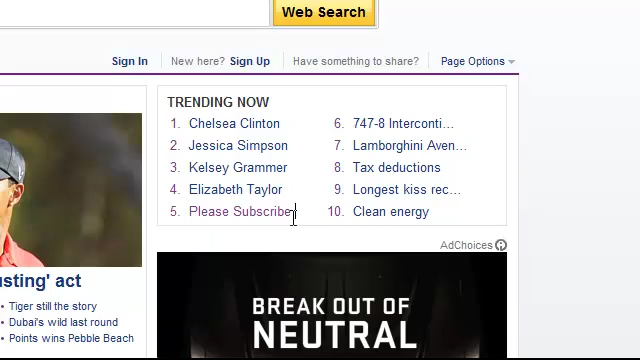 Web Search
Sign In New here? Sign Up Have something to share? Page Options
TRENDING NOW
1. Chelsea Clinton
2. Jessica Simpson
3. Kelsey Grammer
4. Elizabeth Taylor
5. Please Subscribe
6. 747-8 Interconti...
7. Lamborghini Aven...
8. Tax deductions
9. Longest kiss rec...
10. Clean energy
AdChoices
usting' act
• Tiger still the story
• Dubai's wild last round
• Points wins Pebble Beach
BREAK OUT OF
NEUTRAL